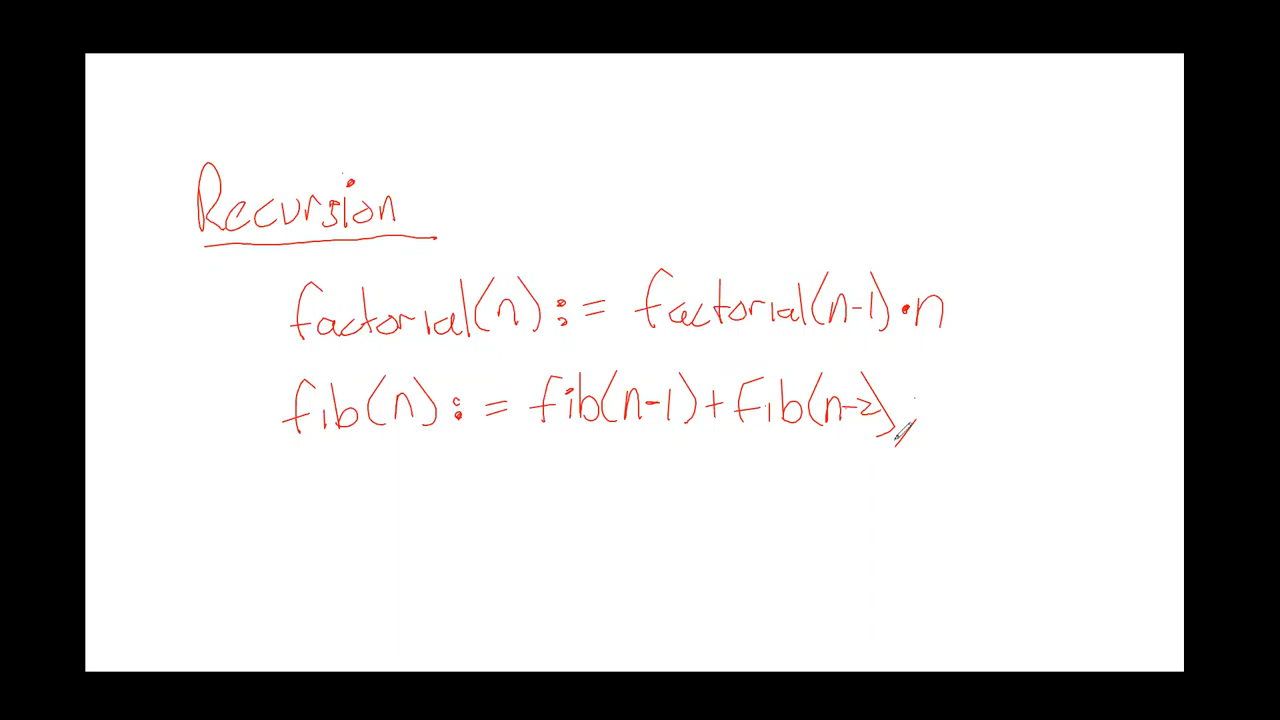 Recursion
factorial(n) := factorial(n-1)•n
fib(n) := fib(n-1)+fib(n-2)